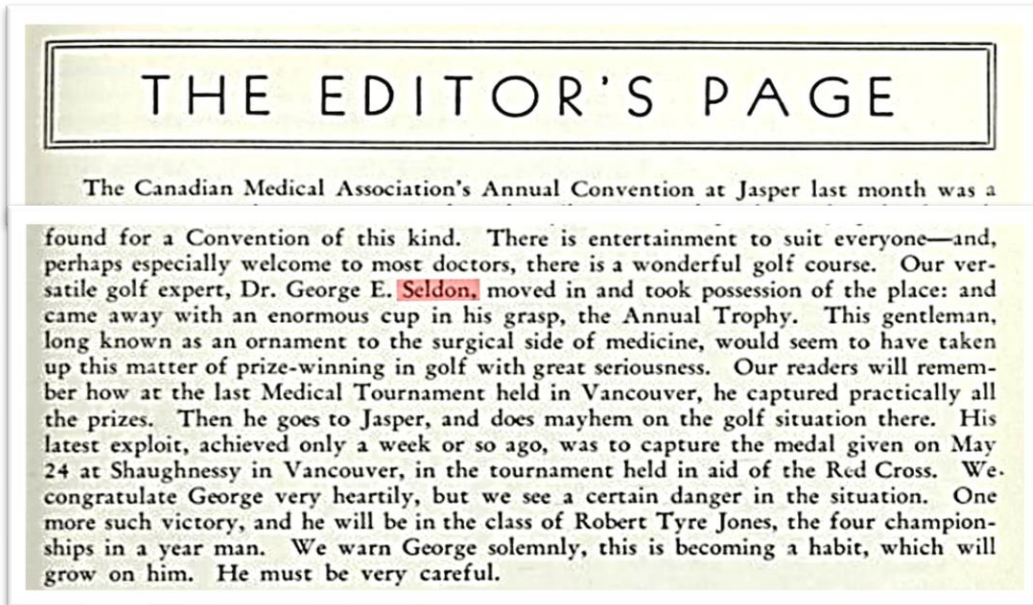 THE EDITOR'S PAGE
The Canadian Medical Association's Annual Convention at Jasper last month was a
found for a Convention of this kind. There is entertainment to suit everyone—and,
perhaps especially welcome to most doctors, there is a wonderful golf course. Our ver-
satile golf expert, Dr. George E. Seldon, moved in and took possession of the place: and
came away with an enormous cup in his grasp, the Annual Trophy. This gentleman,
long known as an ornament to the surgical side of medicine, would seem to have taken
up this matter of prize-winning in golf with great seriousness. Our readers will remem-
ber how at the last Medical Tournament held in Vancouver, he captured practically all
the prizes. Then he goes to Jasper, and does mayhem on the golf situation there. His
latest exploit, achieved only a week or so ago, was to capture the medal given on May
24 at Shaughnessy in Vancouver, in the tournament held in aid of the Red Cross. We
congratulate George very heartily, but we see a certain danger in the situation. One
more such victory, and he will be in the class of Robert Tyre Jones, the four champion-
ships in a year man. We warn George solemnly, this is becoming a habit, which will
grow on him. He must be very careful.